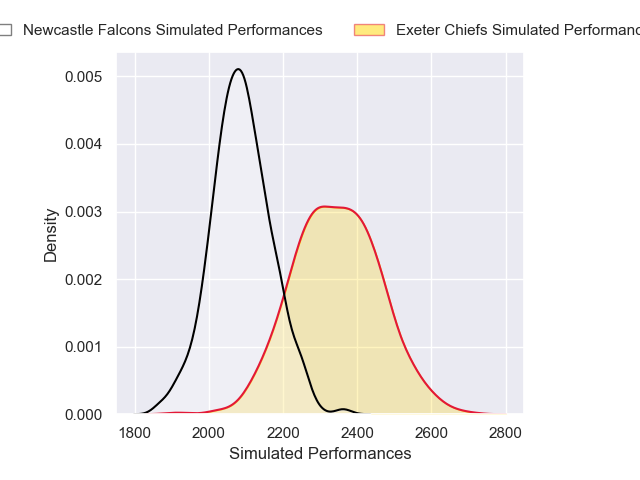 Newcastle Falcons Simulated Performances
Exeter Chiefs Simulated
0.005
0.004
0.003
0.002
0.001
0.000
Density
1800 2000 2200 2400 2600 2800
Simulated Performances